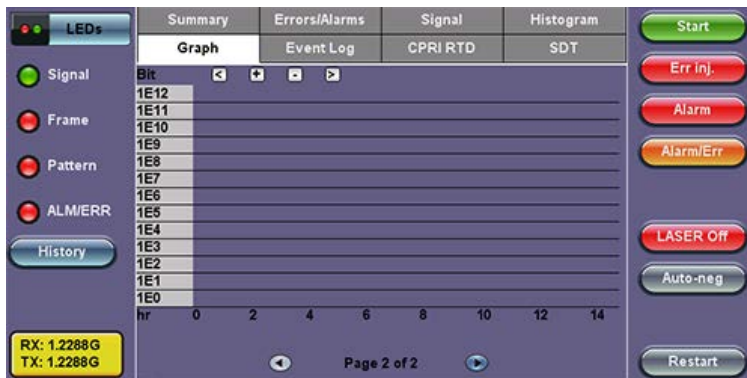 LEDs
Signal
Frame
Pattern
ALM/ERR
History
RX: 1.2288G
TX: 1.2288G
Summary Errors/Alarms Signal Histogram
Graph Event Log CPRI RTD SDT
Bit < + - >
1E12
1E11
1E10
1E9
1E8
1E7
1E6
1E5
1E4
1E3
1E2
1E1
1E0
hr 0 2 4 6 8 10 12 14
Page 2 of 2
Start
Err inj.
Alarm
Alarm/Err
LASER Off
Auto-neg
Restart